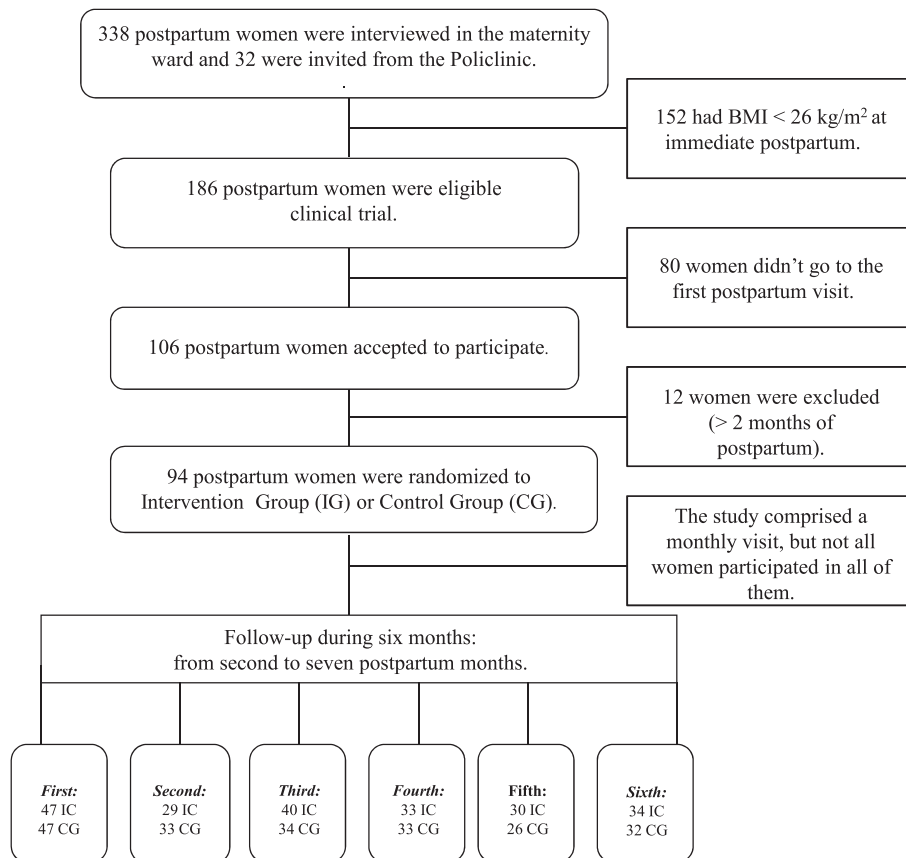 338 postpartum women were interviewed in the maternity
ward and 32 were invited from the Policlinic.
.
152 had BMI < 26 kg/m² at
immediate postpartum.
186 postpartum women were eligible
clinical trial.
80 women didn’t go to the
first postpartum visit.
106 postpartum women accepted to participate.
12 women were excluded
(> 2 months of
postpartum).
94 postpartum women were randomized to
Intervention Group (IG) or Control Group (CG).
The study comprised a
monthly visit, but not all
women participated in all of
them.
Follow-up during six months:
from second to seven postpartum months.
First:
47 IC
47 CG
Second:
29 IC
33 CG
Third:
40 IC
34 CG
Fourth:
33 IC
33 CG
Fifth:
30 IC
26 CG
Sixth:
34 IC
32 CG